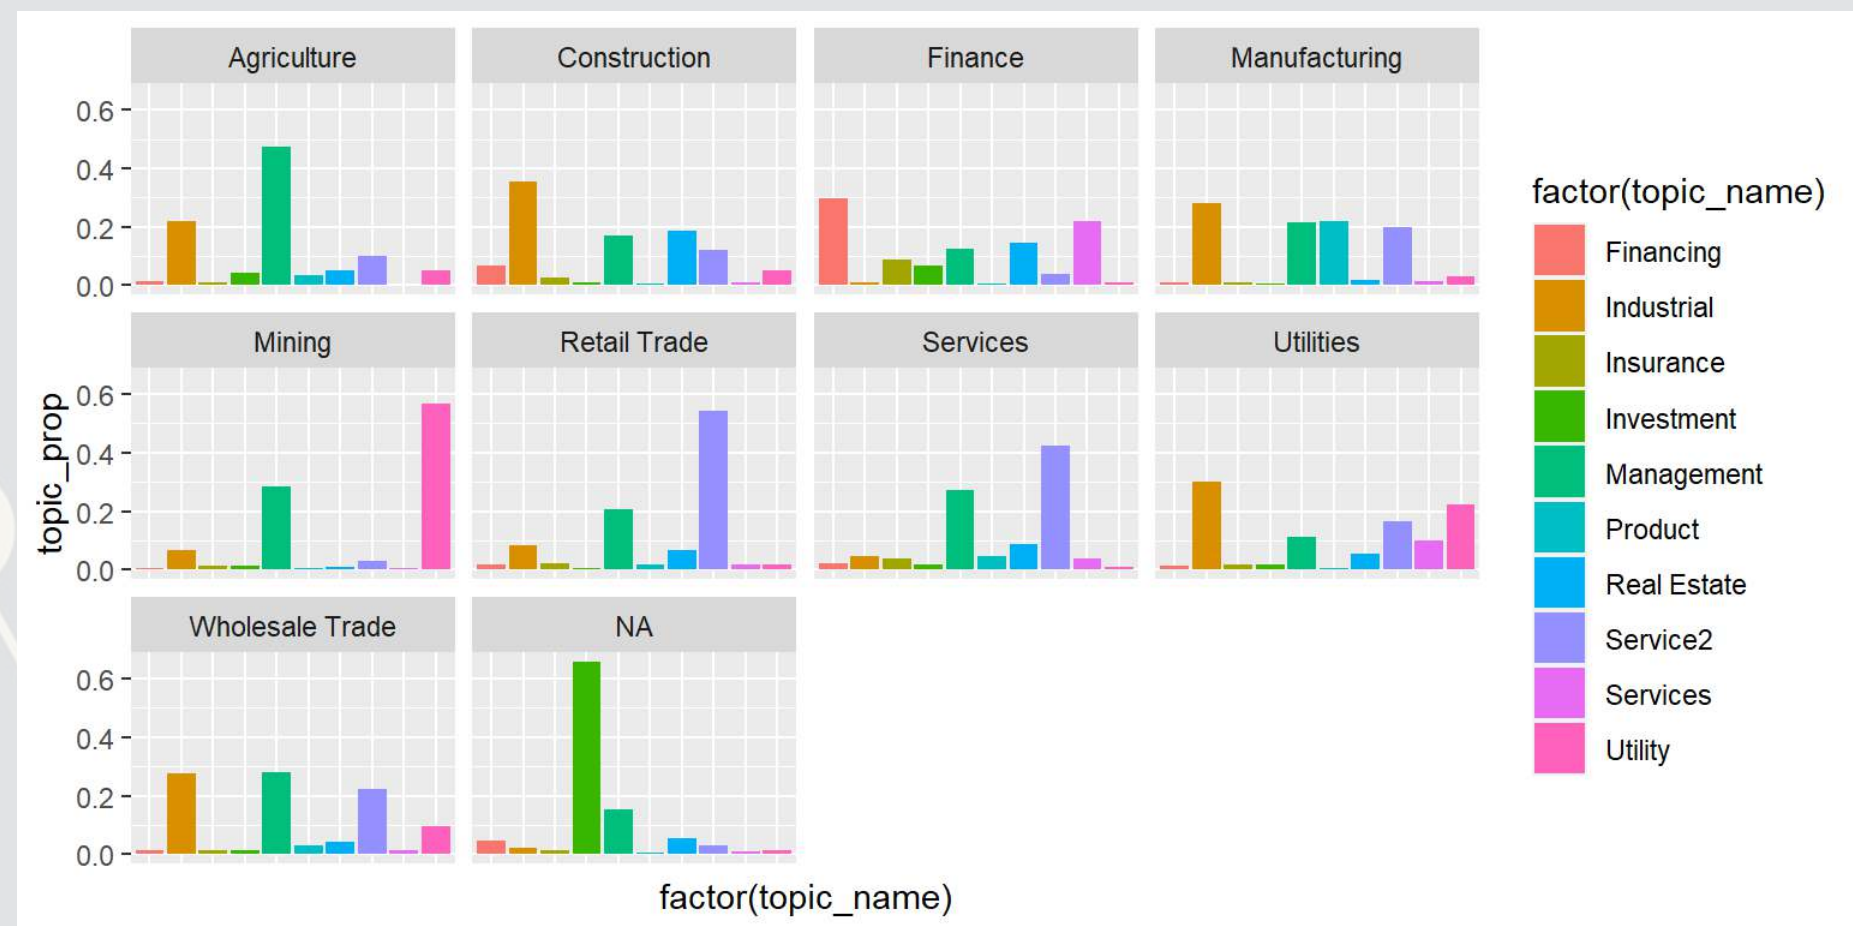 Agriculture Construction Finance Manufacturing
0.6
0.4
0.2
0.0
Mining Retail Trade Services Utilities
0.6
0.4
0.2
0.0
Wholesale Trade NA
0.6
0.4
0.2
0.0
topic_prop
factor(topic_name)
factor(topic_name)
Financing
Industrial
Insurance
Investment
Management
Product
Real Estate
Service2
Services
Utility